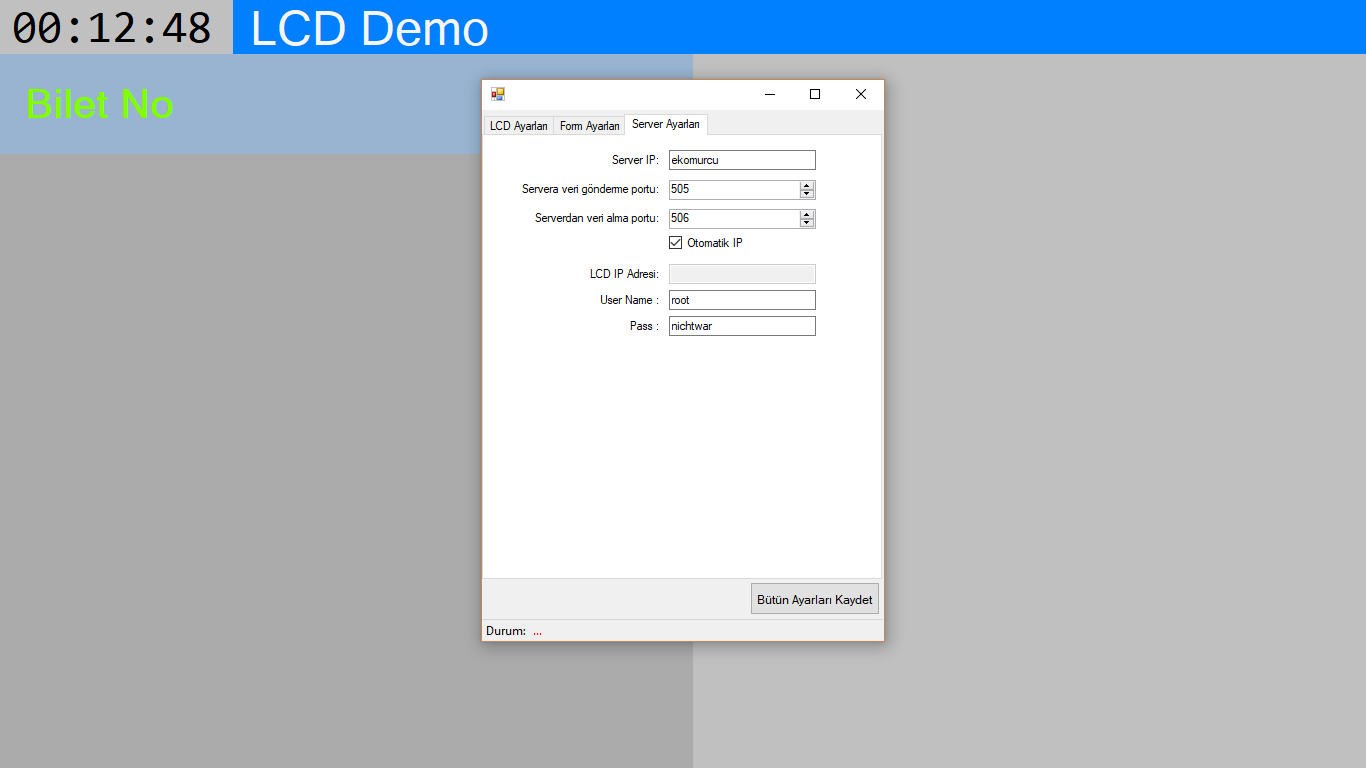 00:12:48 LCD Demo
Bilet No
LCD Ayarları Form Ayarları Server Ayarları
Server IP: ekomurcu
Servera veri gönderme portu: 505
Serverdan veri alma portu: 506
Otomatik IP
LCD IP Adresi:
User Name : root
Pass : nichtwar
Bütün Ayarları Kaydet
Durum: ...